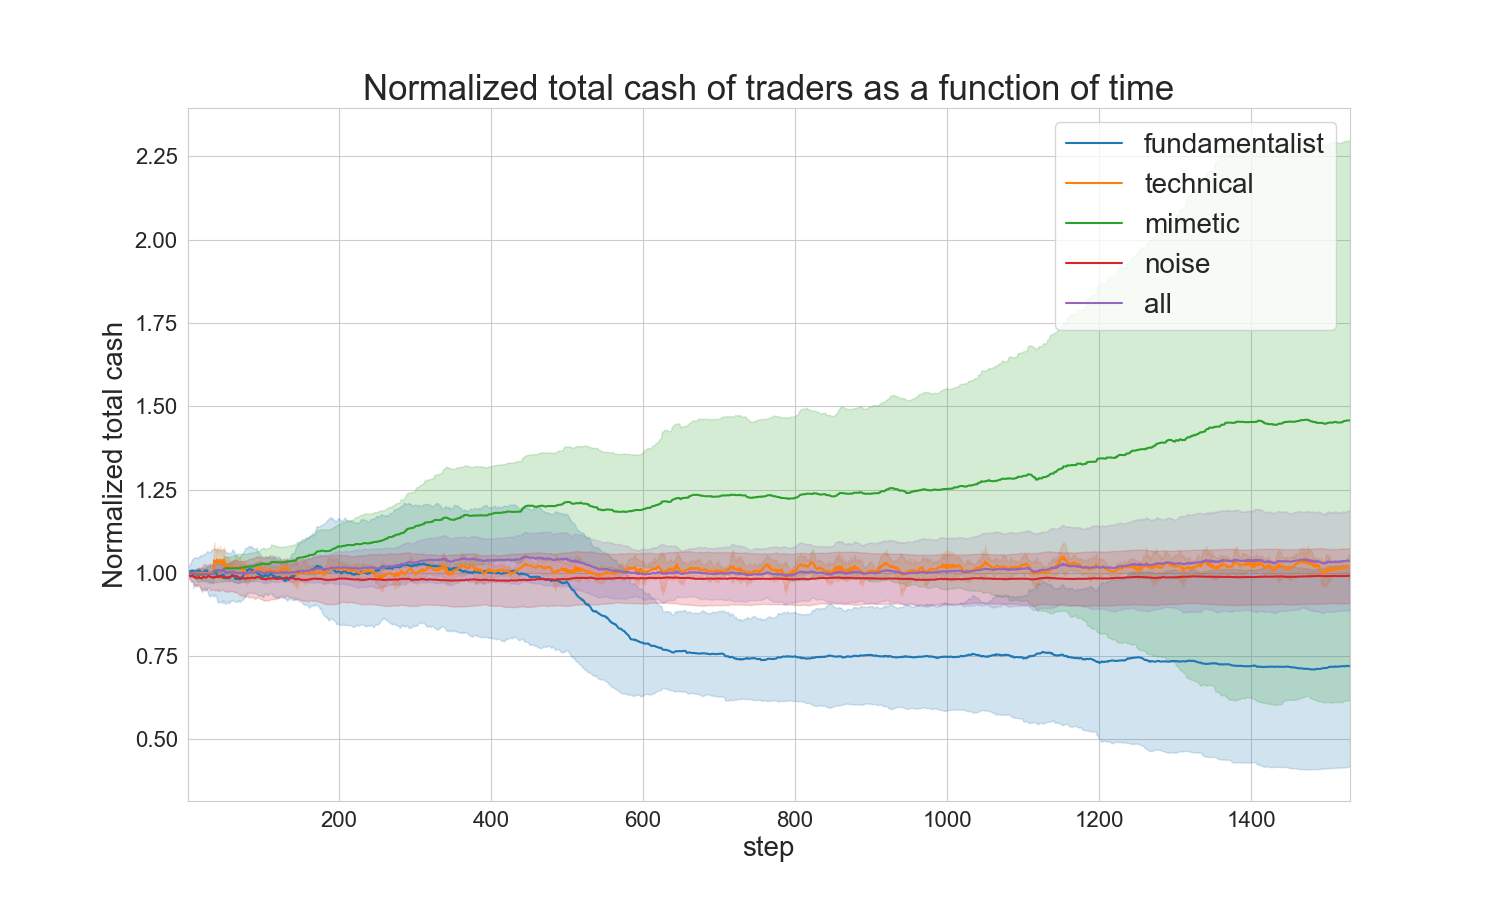 Normalized total cash of traders as a function of time
fundamentalist
technical
mimetic
noise
all
Normalized total cash
2.25
2.00
1.75
1.50
1.25
1.00
0.75
0.50
200 400 600 800 1000 1200 1400
step